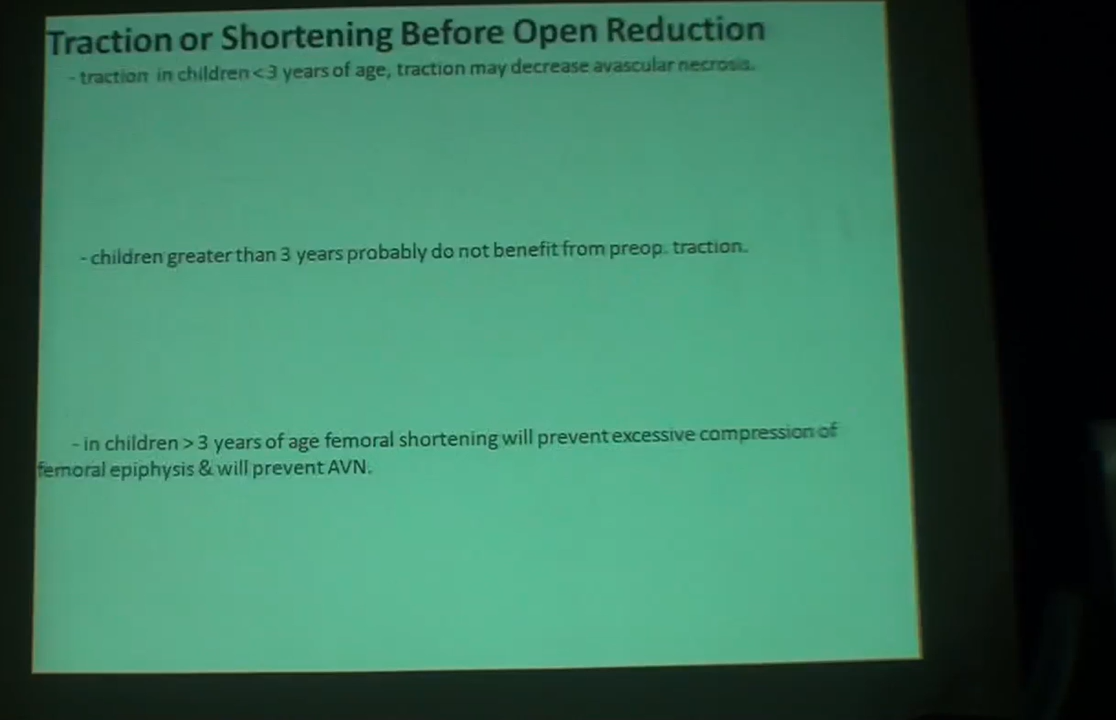 Traction or Shortening Before Open Reduction
- traction in children < 3 years of age, traction may decrease avascular necrosis.
- children greater than 3 years probably do not benefit from preop. traction.
- in children > 3 years of age femoral shortening will prevent excessive compression of
femoral epiphysis & will prevent AVN.